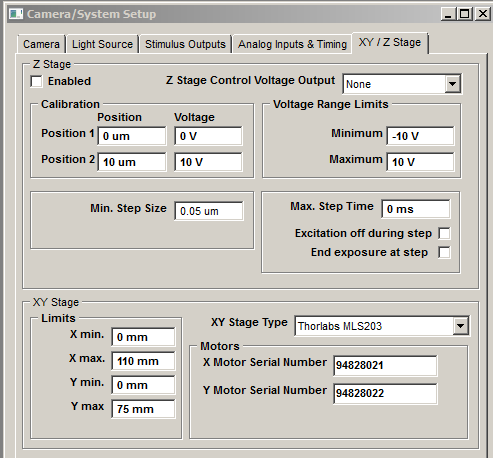 Camera/System Setup
Camera Light Source Stimulus Outputs Analog Inputs & Timing XY / Z Stage
Z Stage
Enabled Z Stage Control Voltage Output None
Calibration
Position Voltage
Position 1 0 um 0 V
Position 2 10 um 10 V
Voltage Range Limits
Minimum -10 V
Maximum 10 V
Min. Step Size 0.05 um
Max. Step Time 0 ms
Excitation off during step
End exposure at step
XY Stage
Limits
X min. 0 mm
X max. 110 mm
Y min. 0 mm
Y max 75 mm
XY Stage Type Thorlabs MLS203
Motors
X Motor Serial Number 94828021
Y Motor Serial Number 94828022